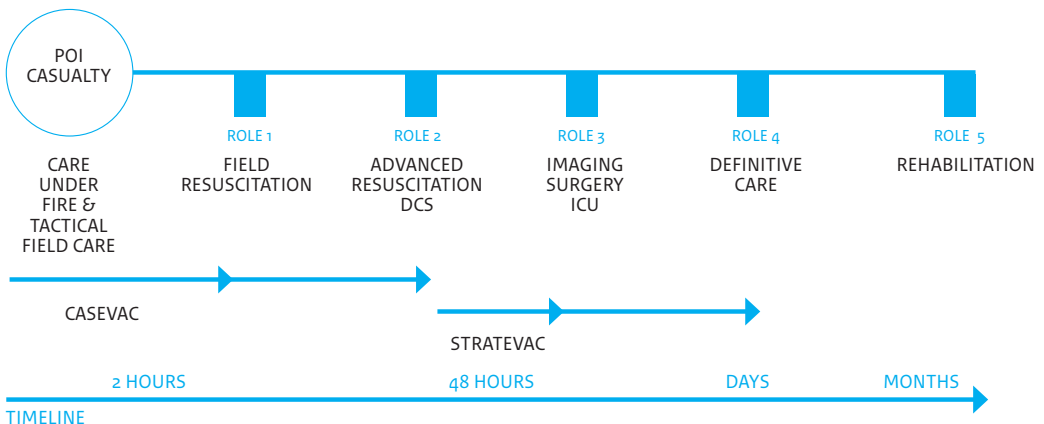 POI
CASUALTY
ROLE 1
ROLE 2
ROLE 3
ROLE 4
ROLE 5
CARE
UNDER
FIRE &
TACTICAL
FIELD CARE
FIELD
RESUSCITATION
ADVANCED
RESUSCITATION
DCS
IMAGING
SURGERY
ICU
DEFINITIVE
CARE
REHABILITATION
CASEVAC
STRATEVAC
2 HOURS
48 HOURS
DAYS
MONTHS
TIMELINE